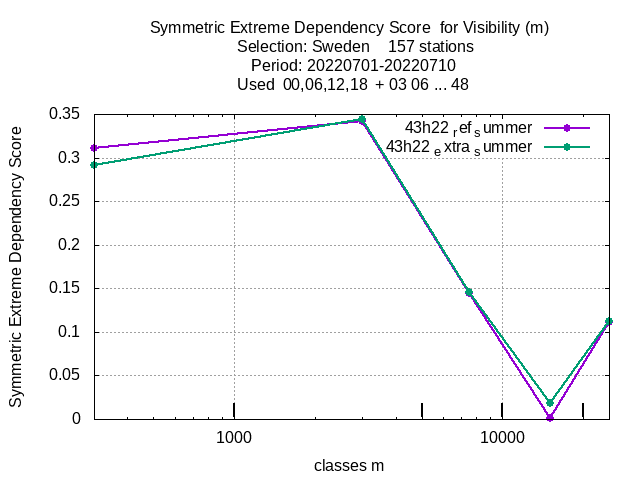 Symmetric Extreme Dependency Score for Visibility (m)
Selection: Sweden 157 stations
Period: 20220701-20220710
Used 00,06,12,18 + 03 06 ... 48
43h22 ref summer
43h22 extra summer
Symmetric Extreme Dependency Score
0.35
0.3
0.25
0.2
0.15
0.1
0.05
0
1000 10000
classes m